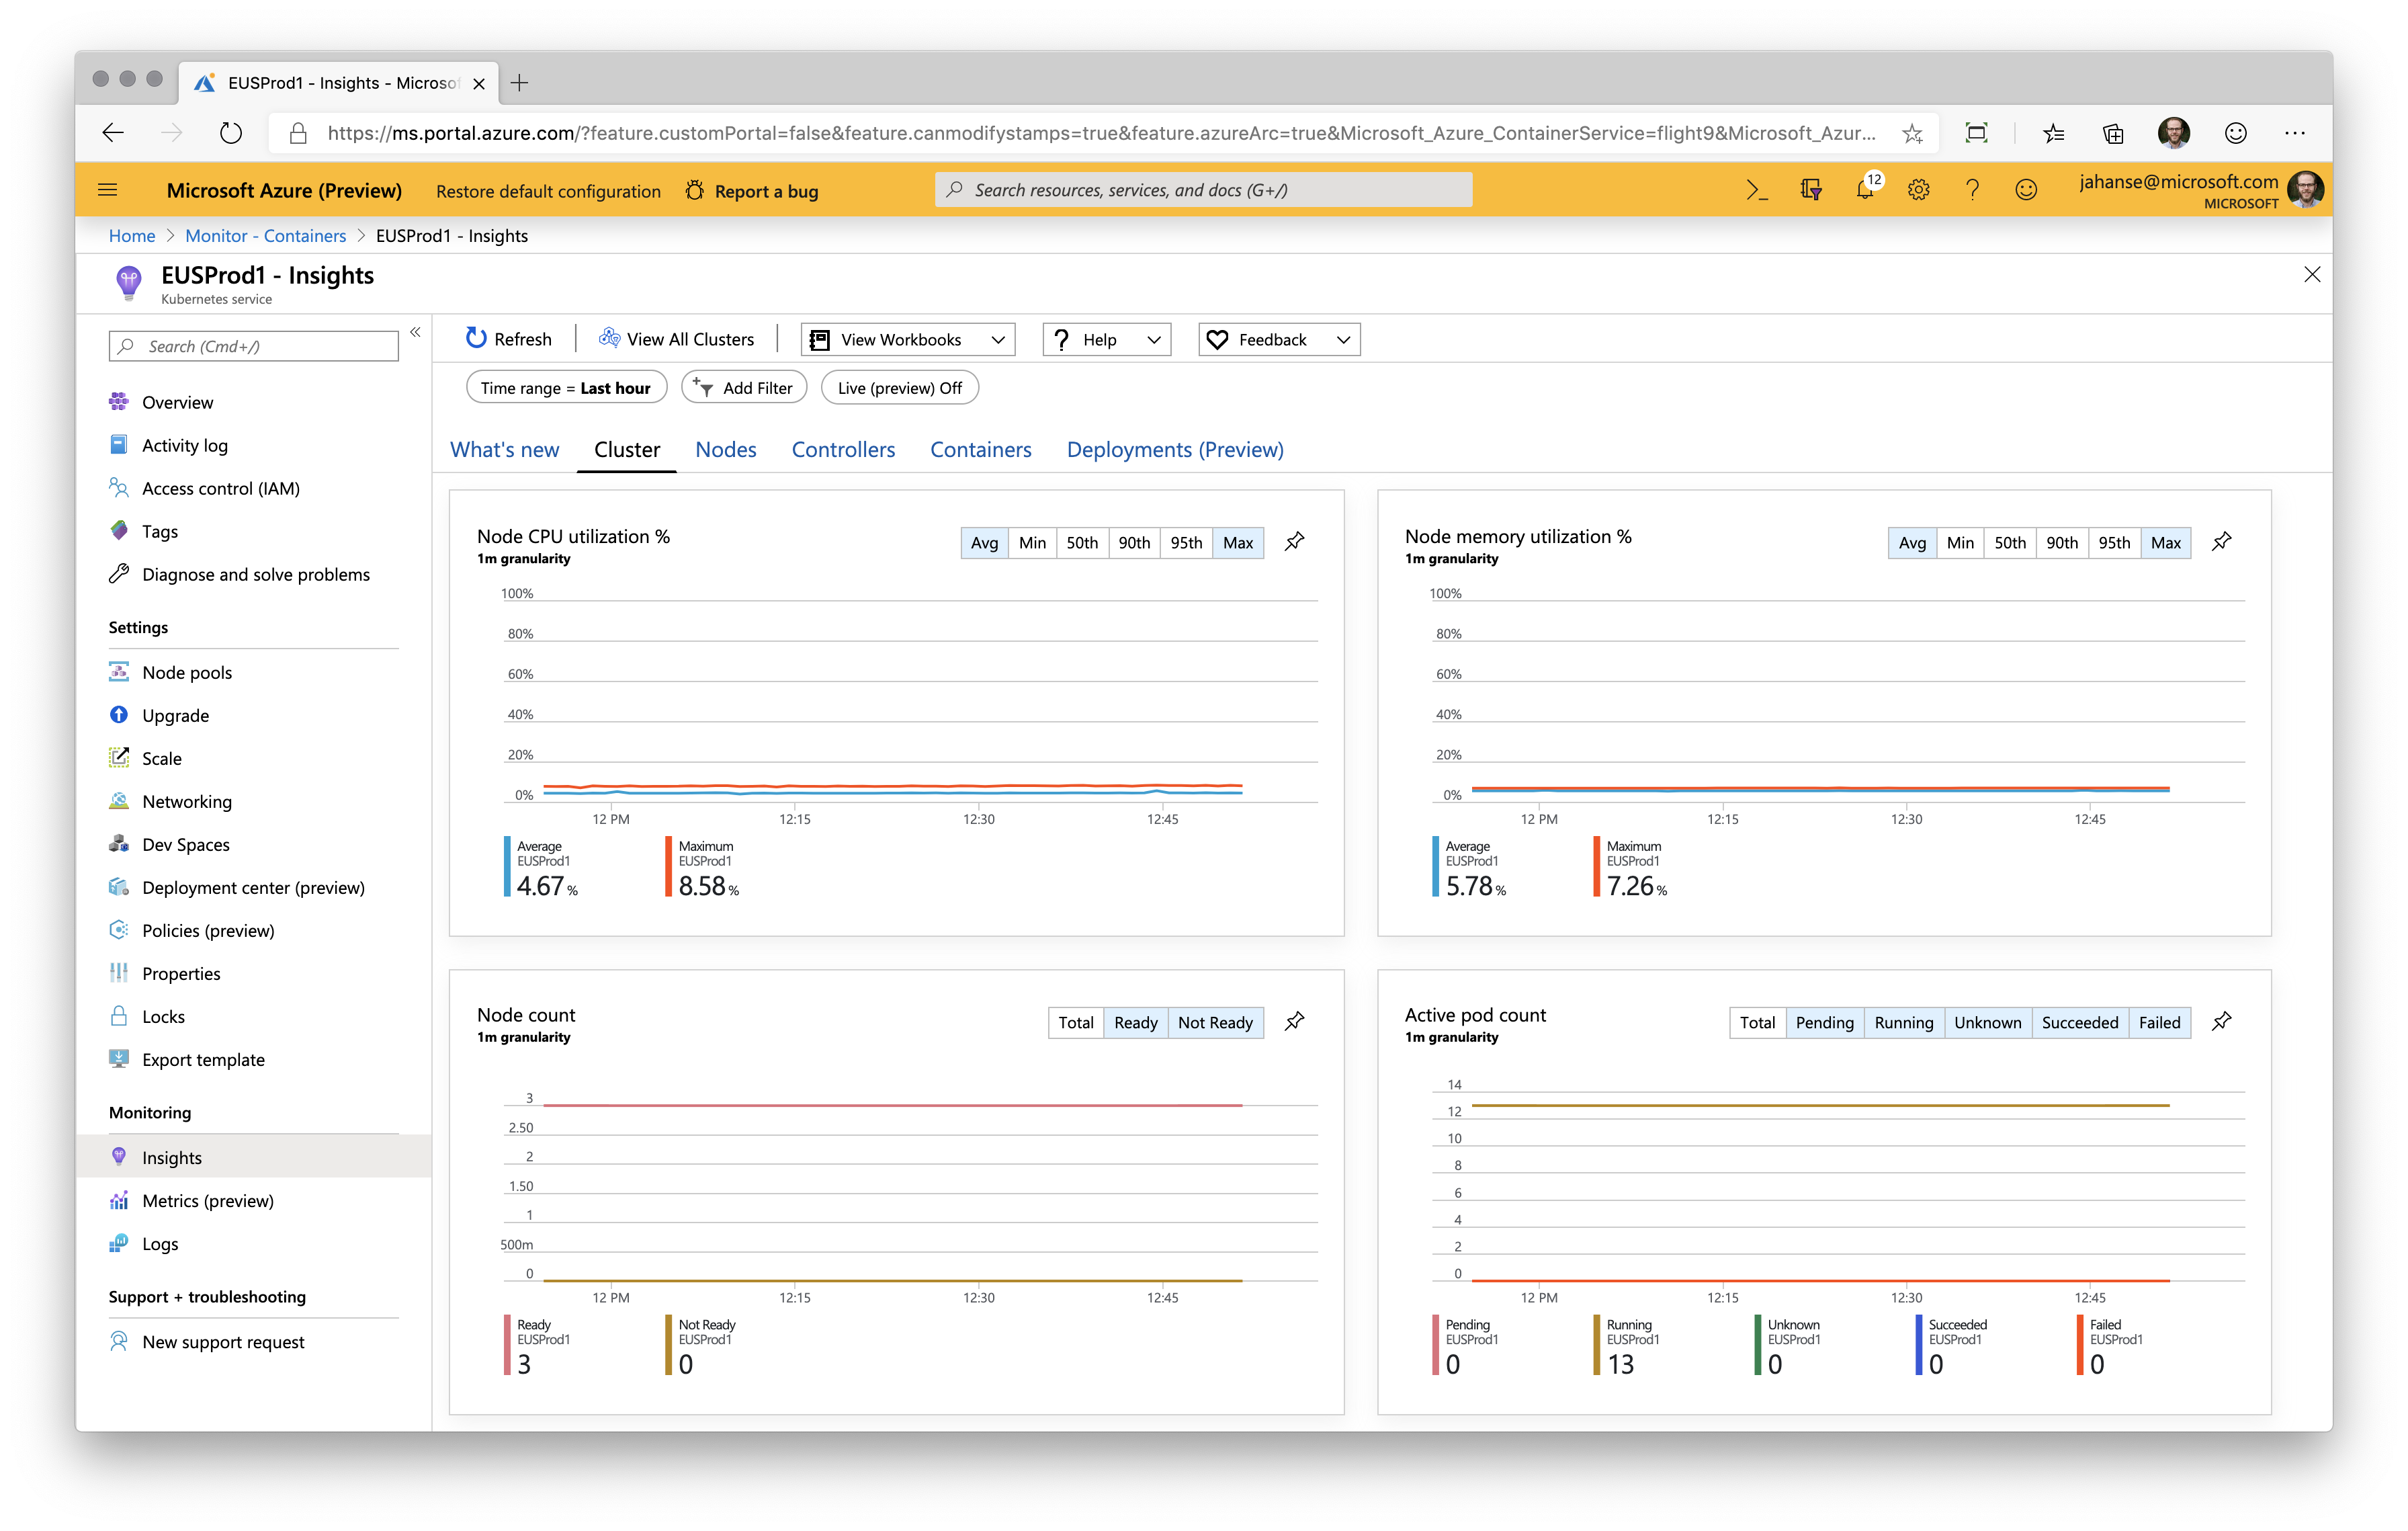 EUSProd1 - Insights - Microsof
https://ms.portal.azure.com/?feature.customPortal=false&feature.canmodifystamps=true&feature.azureArc=true&Microsoft_Azure_ContainerService=flight9&Microsoft_Azur...
Microsoft Azure (Preview) Restore default configuration Report a bug Search resources, services, and docs (G+/) 12 jahanse@microsoft.com
MICROSOFT
Home > Monitor - Containers > EUSProd1 - Insights
EUSProd1 - Insights
Kubernetes service
Search (Cmd+/)
Overview
Activity log
Access control (IAM)
Tags
Diagnose and solve problems
Settings
Node pools
Upgrade
Scale
Networking
Dev Spaces
Deployment center (preview)
Policies (preview)
Properties
Locks
Export template
Monitoring
Insights
Metrics (preview)
Logs
Support + troubleshooting
New support request
Refresh View All Clusters View Workbooks ? Help Feedback
Time range = Last hour Add Filter Live (preview) Off
What's new Cluster Nodes Controllers Containers Deployments (Preview)
Node CPU utilization %
1m granularity
Avg Min 50th 90th 95th Max
100%
80%
60%
40%
20%
0%
12 PM 12:15 12:30 12:45
Average
EUSProd1
4.67 %
Maximum
EUSProd1
8.58 %
Node memory utilization %
1m granularity
Avg Min 50th 90th 95th Max
100%
80%
60%
40%
20%
0%
12 PM 12:15 12:30 12:45
Average
EUSProd1
5.78 %
Maximum
EUSProd1
7.26 %
Node count
1m granularity
Total Ready Not Ready
3
2.50
2
1.50
1
500m
0
12 PM 12:15 12:30 12:45
Ready
EUSProd1
3
Not Ready
EUSProd1
0
Active pod count
1m granularity
Total Pending Running Unknown Succeeded Failed
14
12
10
8
6
4
2
0
12 PM 12:15 12:30 12:45
Pending
EUSProd1
0
Running
EUSProd1
13
Unknown
EUSProd1
0
Succeeded
EUSProd1
0
Failed
EUSProd1
0